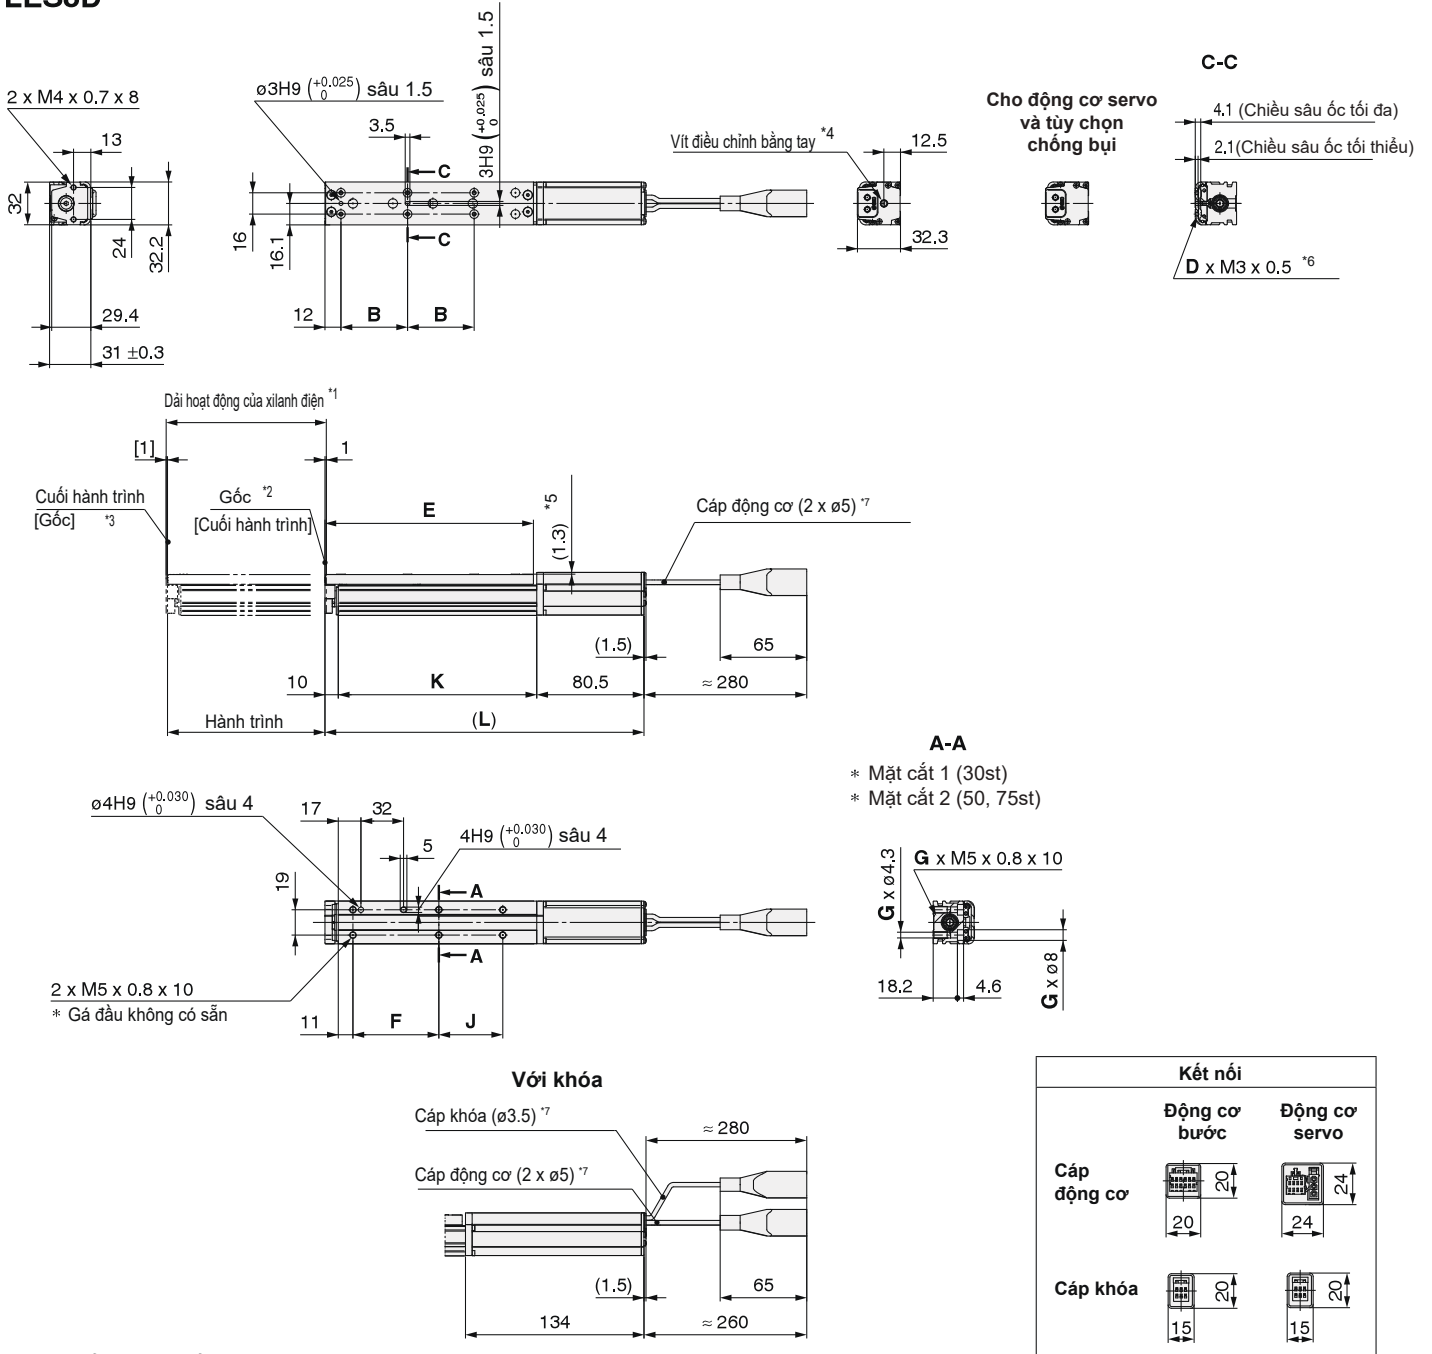 C-C
2 x M4 x 0.7 x 8
ø3H9 (+0.025 0) sâu 1.5
3H9 (+0.025 0) sâu 1.5
3.5
13
32
24
32.2
29.4
31 ±0.3
16
16.1
12
B
B
C
C
Vít điều chỉnh bằng tay *4
12.5
32.3
Cho động cơ servo
và tùy chọn
chống bụi
4.1 (Chiều sâu ốc tối đa)
2.1(Chiều sâu ốc tối thiểu)
D x M3 x 0.5 *6
Dải hoạt động của xilanh điện *1
[1]
1
Cuối hành trình
[Gốc] *3
Gốc *2
[Cuối hành trình]
E
(1.3) *5
Cáp động cơ (2 x ø5) *7
(1.5)
65
10
K
80.5
≈ 280
Hành trình
(L)
A-A
* Mặt cắt 1 (30st)
* Mặt cắt 2 (50, 75st)
ø4H9 (+0.030 0) sâu 4
17
32
5
4H9 (+0.030 0) sâu 4
19
A
A
2 x M5 x 0.8 x 10
* Gá đầu không có sẵn
11
F
J
G x ø4.3
G x M5 x 0.8 x 10
18.2
4.6
G x ø8
Với khóa
Cáp khóa (ø3.5) *7
≈ 280
Cáp động cơ (2 x ø5) *7
(1.5)
65
134
≈ 260
Kết nối
Động cơ
bước
Động cơ
servo
Cáp
động cơ
20
20
24
24
Cáp khóa
20
15
20
15